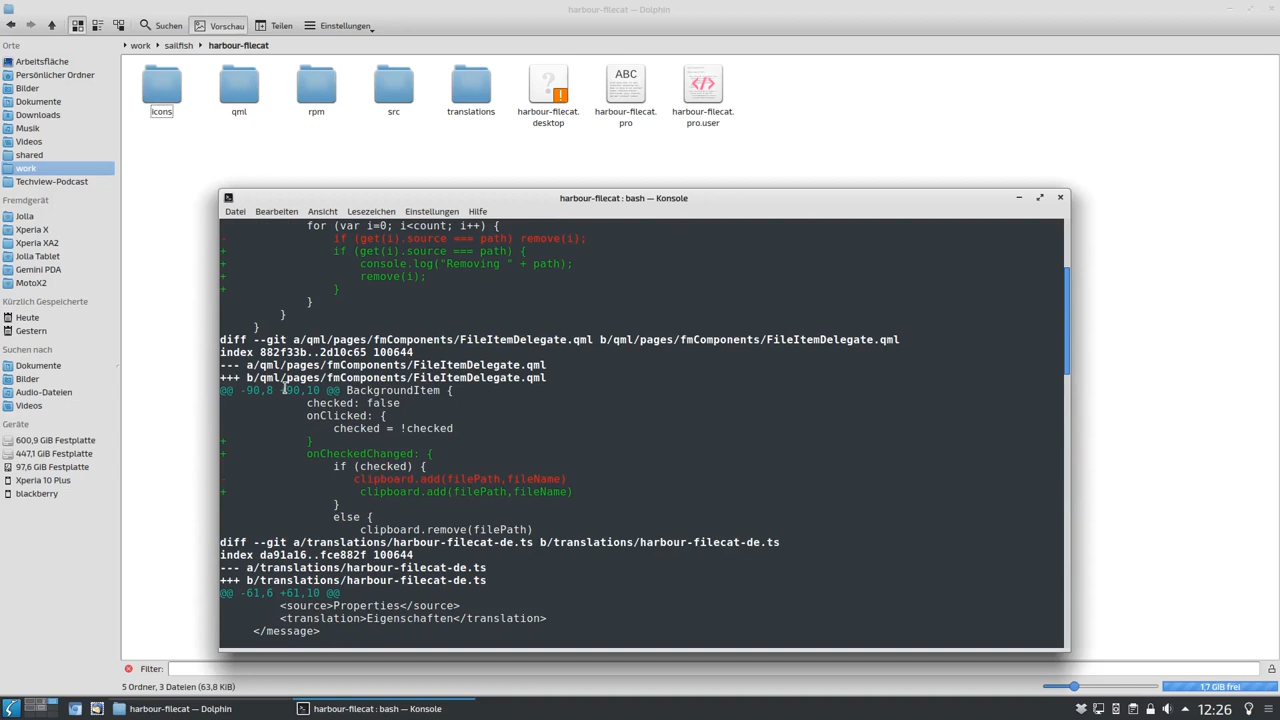 harbour-filecat — Dolphin
Suchen
Vorschau
Teilen
Einstellungen
Orte
work
sailfish
harbour-filecat
Arbeitsfläche
Persönlicher Ordner
Bilder
Dokumente
Downloads
Musik
Videos
shared
work
Techview-Podcast
Fremdgerät
Jolla
Xperia X
Xperia XA2
Jolla Tablet
Gemini PDA
MotoX2
Kürzlich Gespeicherte
Heute
Gestern
Suchen nach
Dokumente
Bilder
Audio-Dateien
Videos
Geräte
600,9 GiB Festplatte
447,1 GiB Festplatte
97,6 GiB Festplatte
Xperia 10 Plus
blackberry
icons
qml
rpm
src
translations
harbour-filecat.
desktop
ABC
harbour-filecat.
pro
harbour-filecat.
pro.user
harbour-filecat : bash — Konsole
Datei Bearbeiten Ansicht Lesezeichen Einstellungen Hilfe
for (var i=0; i<count; i++) {
- if (get(i).source === path) remove(i);
+ if (get(i).source === path) {
+ console.log("Removing " + path);
+ remove(i);
+ }
}
}
}
diff --git a/qml/pages/fmComponents/FileItemDelegate.qml b/qml/pages/fmComponents/FileItemDelegate.qml
index 882f33b..2d10c65 100644
--- a/qml/pages/fmComponents/FileItemDelegate.qml
+++ b/qml/pages/fmComponents/FileItemDelegate.qml
@@ -90,8 +90,10 @@ BackgroundItem {
checked: false
onClicked: {
checked = !checked
+ }
+ onCheckedChanged: {
if (checked) {
- clipboard.add(filePath,fileName)
+ clipboard.add(filePath,fileName)
}
else {
clipboard.remove(filePath)
diff --git a/translations/harbour-filecat-de.ts b/translations/harbour-filecat-de.ts
index da91a16..fce882f 100644
--- a/translations/harbour-filecat-de.ts
+++ b/translations/harbour-filecat-de.ts
@@ -61,6 +61,10 @@
<source>Properties</source>
<translation>Eigenschaften</translation>
</message>
Filter:
5 Ordner, 3 Dateien (63,8 KiB)
1,7 GiB frei
harbour-filecat — Dolphin
harbour-filecat : bash — Konsole
12:26